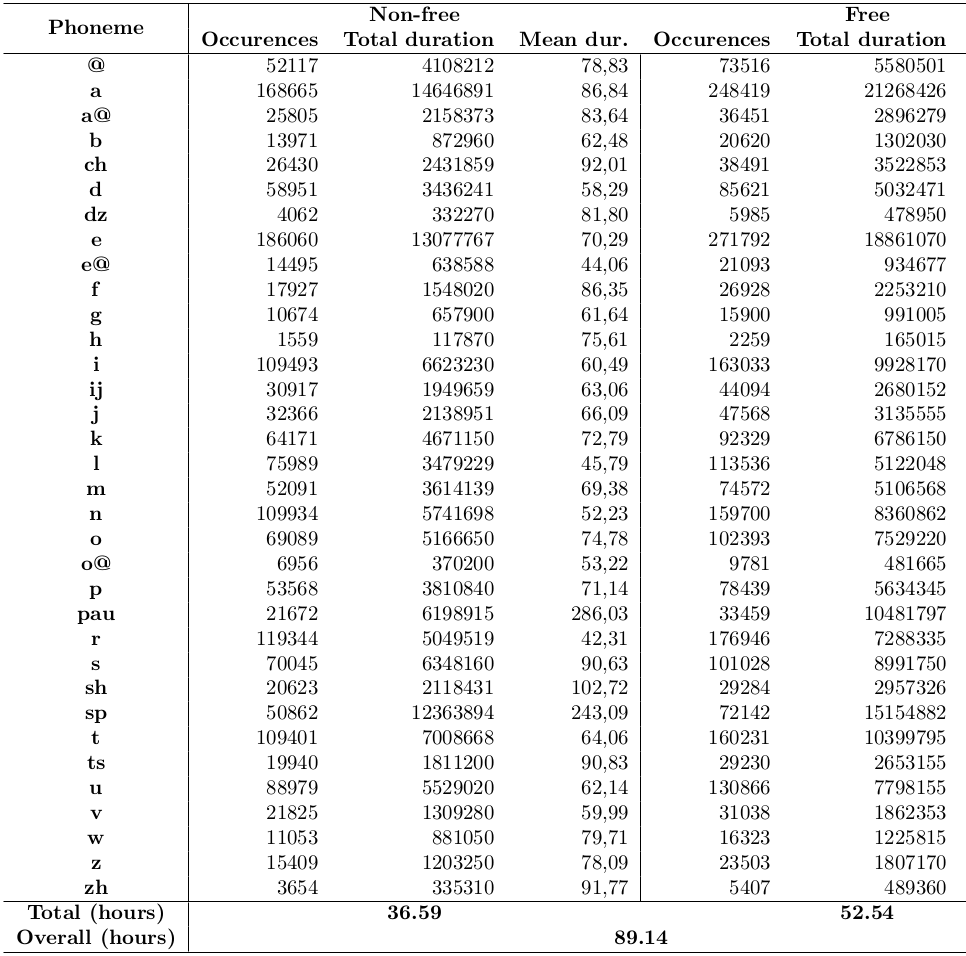 Phoneme Non-free Free
Occurences Total duration Mean dur. Occurences Total duration
@ 52117 4108212 78,83 73516 5580501
a 168665 14646891 86,84 248419 21268426
a@ 25805 2158373 83,64 36451 2896279
b 13971 872960 62,48 20620 1302030
ch 26430 2431859 92,01 38491 3522853
d 58951 3436241 58,29 85621 5032471
dz 4062 332270 81,80 5985 478950
e 186060 13077767 70,29 271792 18861070
e@ 14495 638588 44,06 21093 934677
f 17927 1548020 86,35 26928 2253210
g 10674 657900 61,64 15900 991005
h 1559 117870 75,61 2259 165015
i 109493 6623230 60,49 163033 9928170
ij 30917 1949659 63,06 44094 2680152
j 32366 2138951 66,09 47568 3135555
k 64171 4671150 72,79 92329 6786150
l 75989 3479229 45,79 113536 5122048
m 52091 3614139 69,38 74572 5106568
n 109934 5741698 52,23 159700 8360862
o 69089 5166650 74,78 102393 7529220
o@ 6956 370200 53,22 9781 481665
p 53568 3810840 71,14 78439 5634345
pau 21672 6198915 286,03 33459 10481797
r 119344 5049519 42,31 176946 7288335
s 70045 6348160 90,63 101028 8991750
sh 20623 2118431 102,72 29284 2957326
sp 50862 12363894 243,09 72142 15154882
t 109401 7008668 64,06 160231 10399795
ts 19940 1811200 90,83 29230 2653155
u 88979 5529020 62,14 130866 7798155
v 21825 1309280 59,99 31038 1862353
w 11053 881050 79,71 16323 1225815
z 15409 1203250 78,09 23503 1807170
zh 3654 335310 91,77 5407 489360
Total (hours) 36.59 52.54
Overall (hours) 89.14